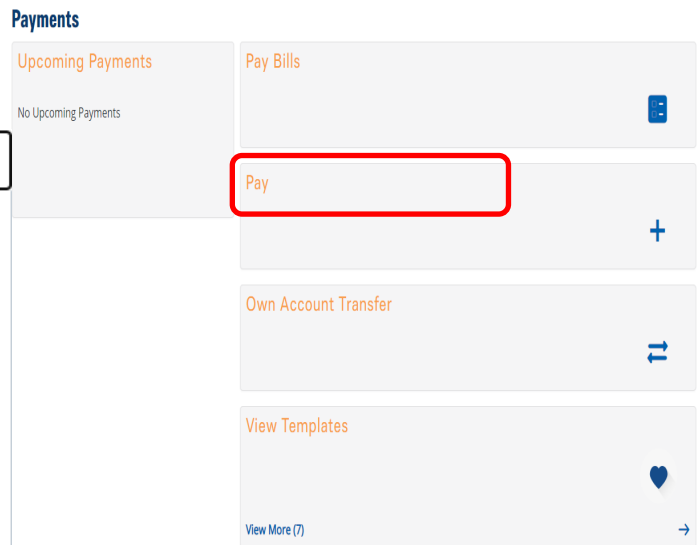 Payments
Upcoming Payments
No Upcoming Payments
Pay Bills
Pay
Own Account Transfer
View Templates
View More (7)